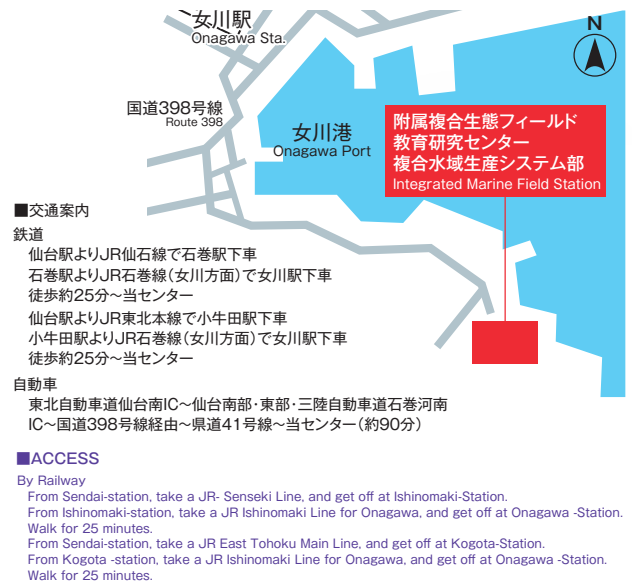 女川駅
Onagawa Sta.
N
国道398号線
Route 398
女川港
Onagawa Port
附属複合生態フィールド
教育研究センター
複合水域生産システム部
Integrated Marine Field Station
■交通案内
鉄道
仙台駅よりJR仙石線で石巻駅下車
石巻駅よりJR石巻線(女川方面)で女川駅下車
徒歩約25分~当センター
仙台駅よりJR東北本線で小牛田駅下車
小牛田駅よりJR石巻線(女川方面)で女川駅下車
徒歩約25分~当センター
自動車
東北自動車道仙台南IC~仙台南部・東部・三陸自動車道石巻河南
IC~国道398号線経由~県道41号線~当センター(約90分)
■ACCESS
By Railway
From Sendai-station, take a JR- Senseki Line, and get off at Ishinomaki-Station.
From Ishinomaki-station, take a JR Ishinomaki Line for Onagawa, and get off at Onagawa -Station.
Walk for 25 minutes.
From Sendai-station, take a JR East Tohoku Main Line, and get off at Kogota-Station.
From Kogota -station, take a JR Ishinomaki Line for Onagawa, and get off at Onagawa -Station.
Walk for 25 minutes.